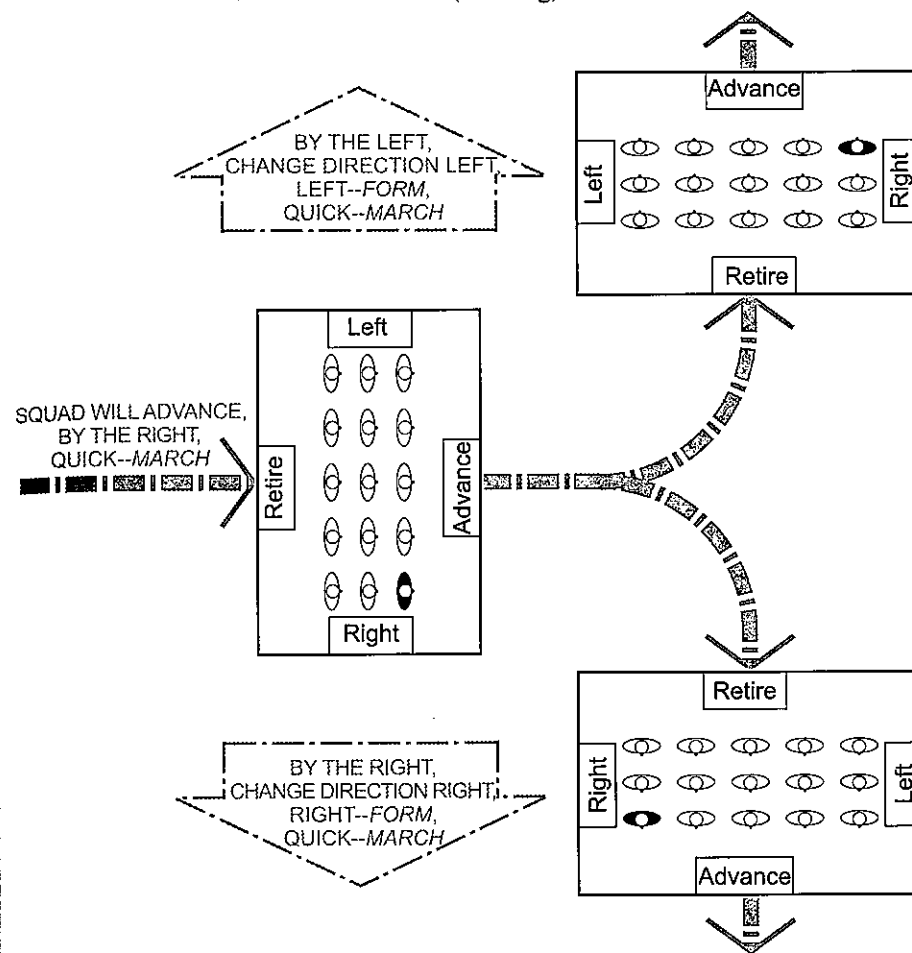 Advance
BY THE LEFT,
CHANGE DIRECTION LEFT,
LEFT--FORM,
QUICK--MARCH
Left
Right
Retire
Left
SQUAD WILL ADVANCE,
BY THE RIGHT,
QUICK--MARCH
Retire
Advance
Right
Retire
BY THE RIGHT,
CHANGE DIRECTION RIGHT,
RIGHT--FORM,
QUICK--MARCH
Right
Left
Advance